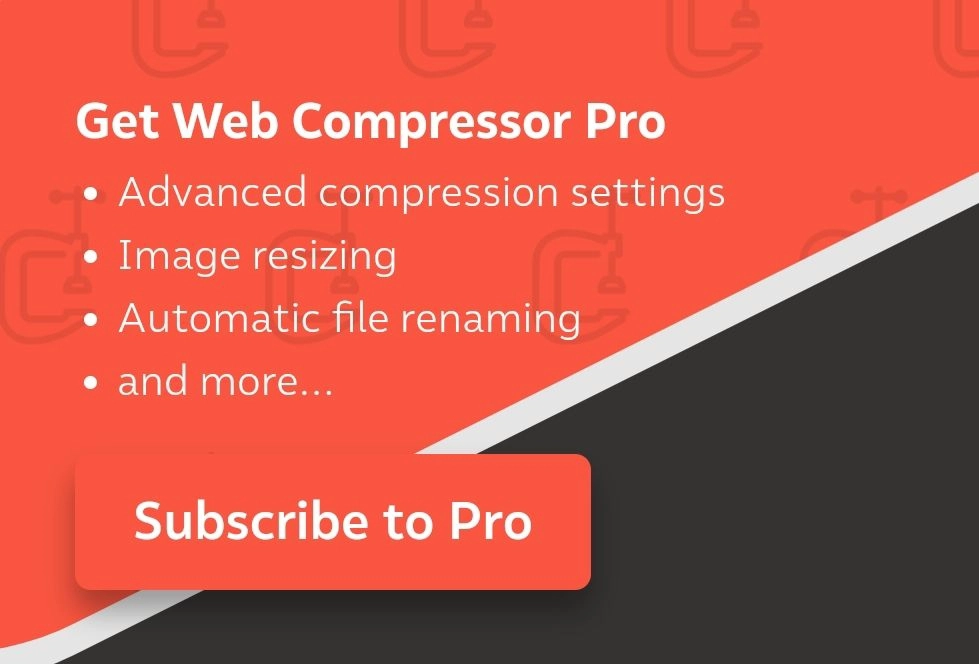 Get Web Compressor Pro
• Advanced compression settings
• Image resizing
• Automatic file renaming
• and more...
Subscribe to Pro